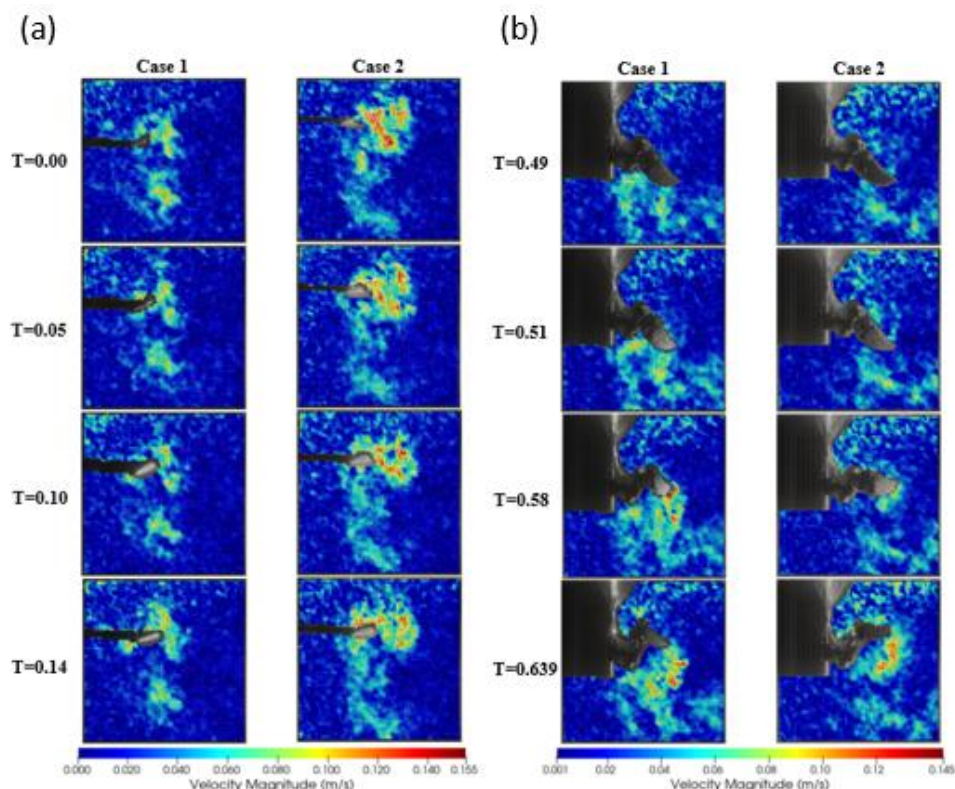 (a)
(b)
Case 1
Case 2
Case 1
Case 2
T=0.00
T=0.05
T=0.10
T=0.14
T=0.49
T=0.51
T=0.58
T=0.639
0.000 0.020 0.040 0.060 0.080 0.100 0.120 0.140 0.155
Velocity Magnitude (m/s)
0.001 0.02 0.04 0.06 0.08 0.10 0.12 0.145
Velocity Magnitude (m/s)